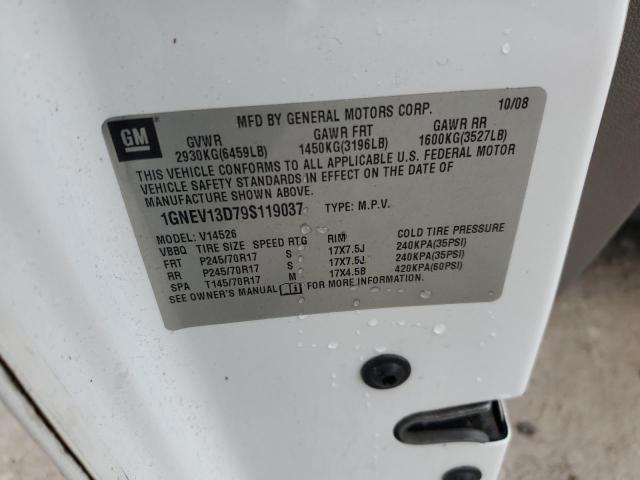 MFD BY GENERAL MOTORS CORP. 10/08
GM
GVWR GAWR FRT GAWR RR
2930KG(6459LB) 1450KG(3196LB) 1600KG(3527LB)
THIS VEHICLE CONFORMS TO ALL APPLICABLE U.S. FEDERAL MOTOR
VEHICLE SAFETY STANDARDS IN EFFECT ON THE DATE OF
MANUFACTURE SHOWN ABOVE.
1GNEV13D79S119037 TYPE: M.P.V.
MODEL: V14526
VBBQ TIRE SIZE SPEED RTG RIM COLD TIRE PRESSURE
FRT P245/70R17 S 17X7.5J 240KPA(35PSI)
RR P245/70R17 S 17X7.5J 240KPA(35PSI)
SPA T145/70R17 M 17X4.5B 420KPA(60PSI)
SEE OWNER'S MANUAL FOR MORE INFORMATION.